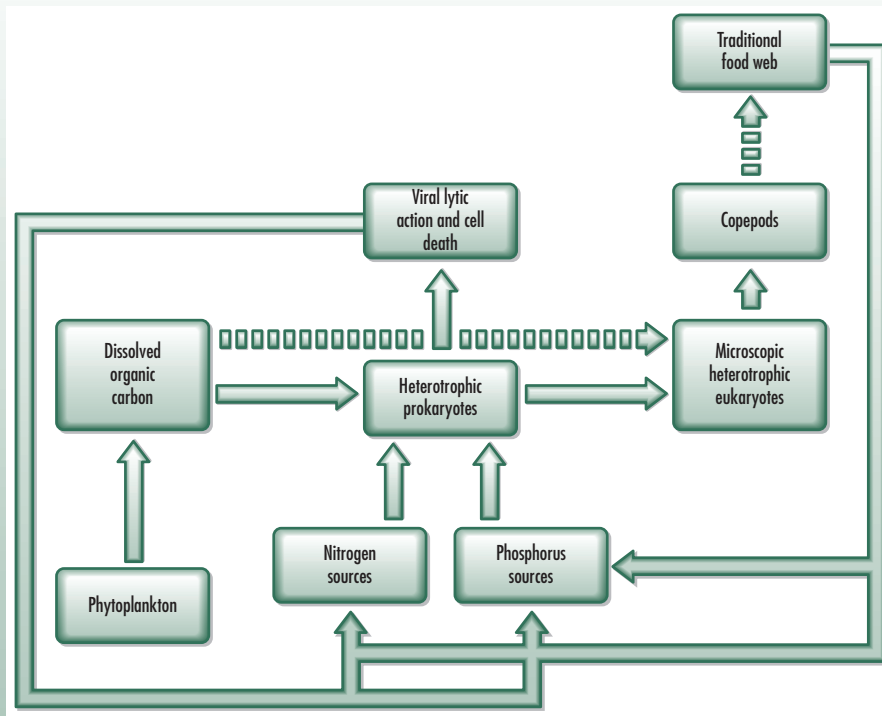 Traditional
food web
Viral lytic
action and cell
death
Copepods
Dissolved
organic
carbon
Heterotrophic
prokaryotes
Microscopic
heterotrophic
eukaryotes
Nitrogen
sources
Phosphorus
sources
Phytoplankton